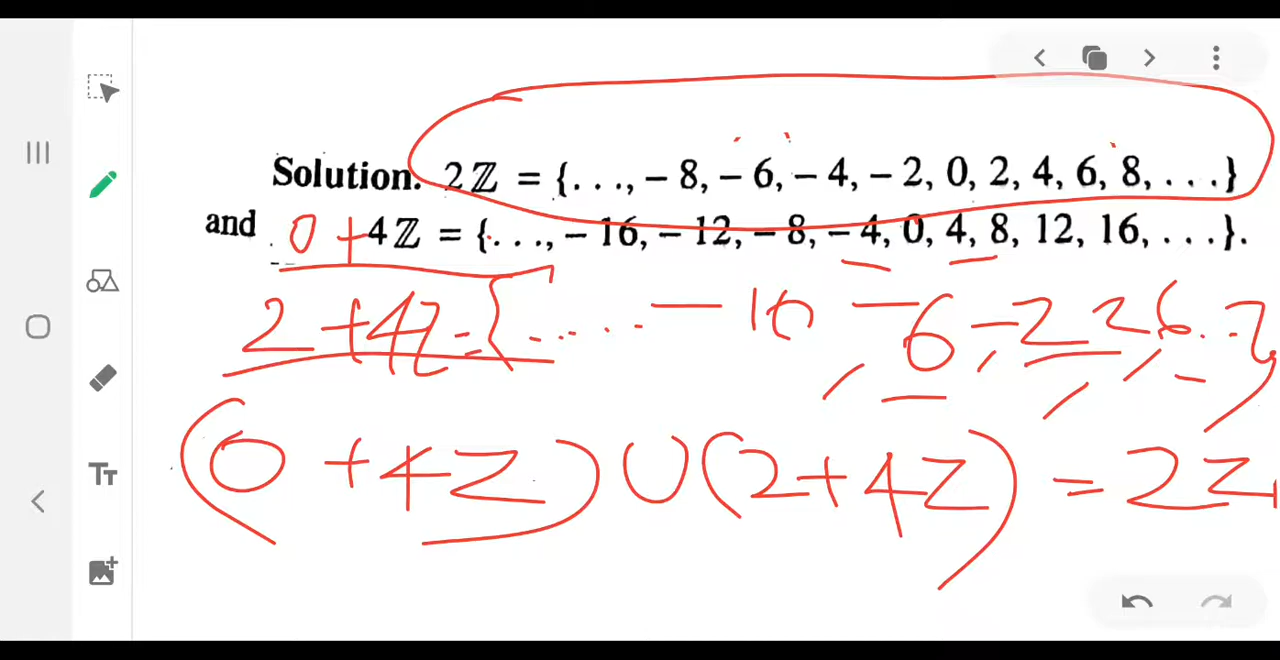 Solution. 2ℤ = {. . ., – 8, – 6, – 4, – 2, 0, 2, 4, 6, 8, . . .}
and 0 + 4ℤ = {. . ., – 16, – 12, – 8, – 4, 0, 4, 8, 12, 16, . . .}.
2 + 4Z = {. . . . . . – 10, – 6, – 2, 2, 6. - - }
(0 + 4Z) ∪ (2 + 4Z) = 2Z
TT